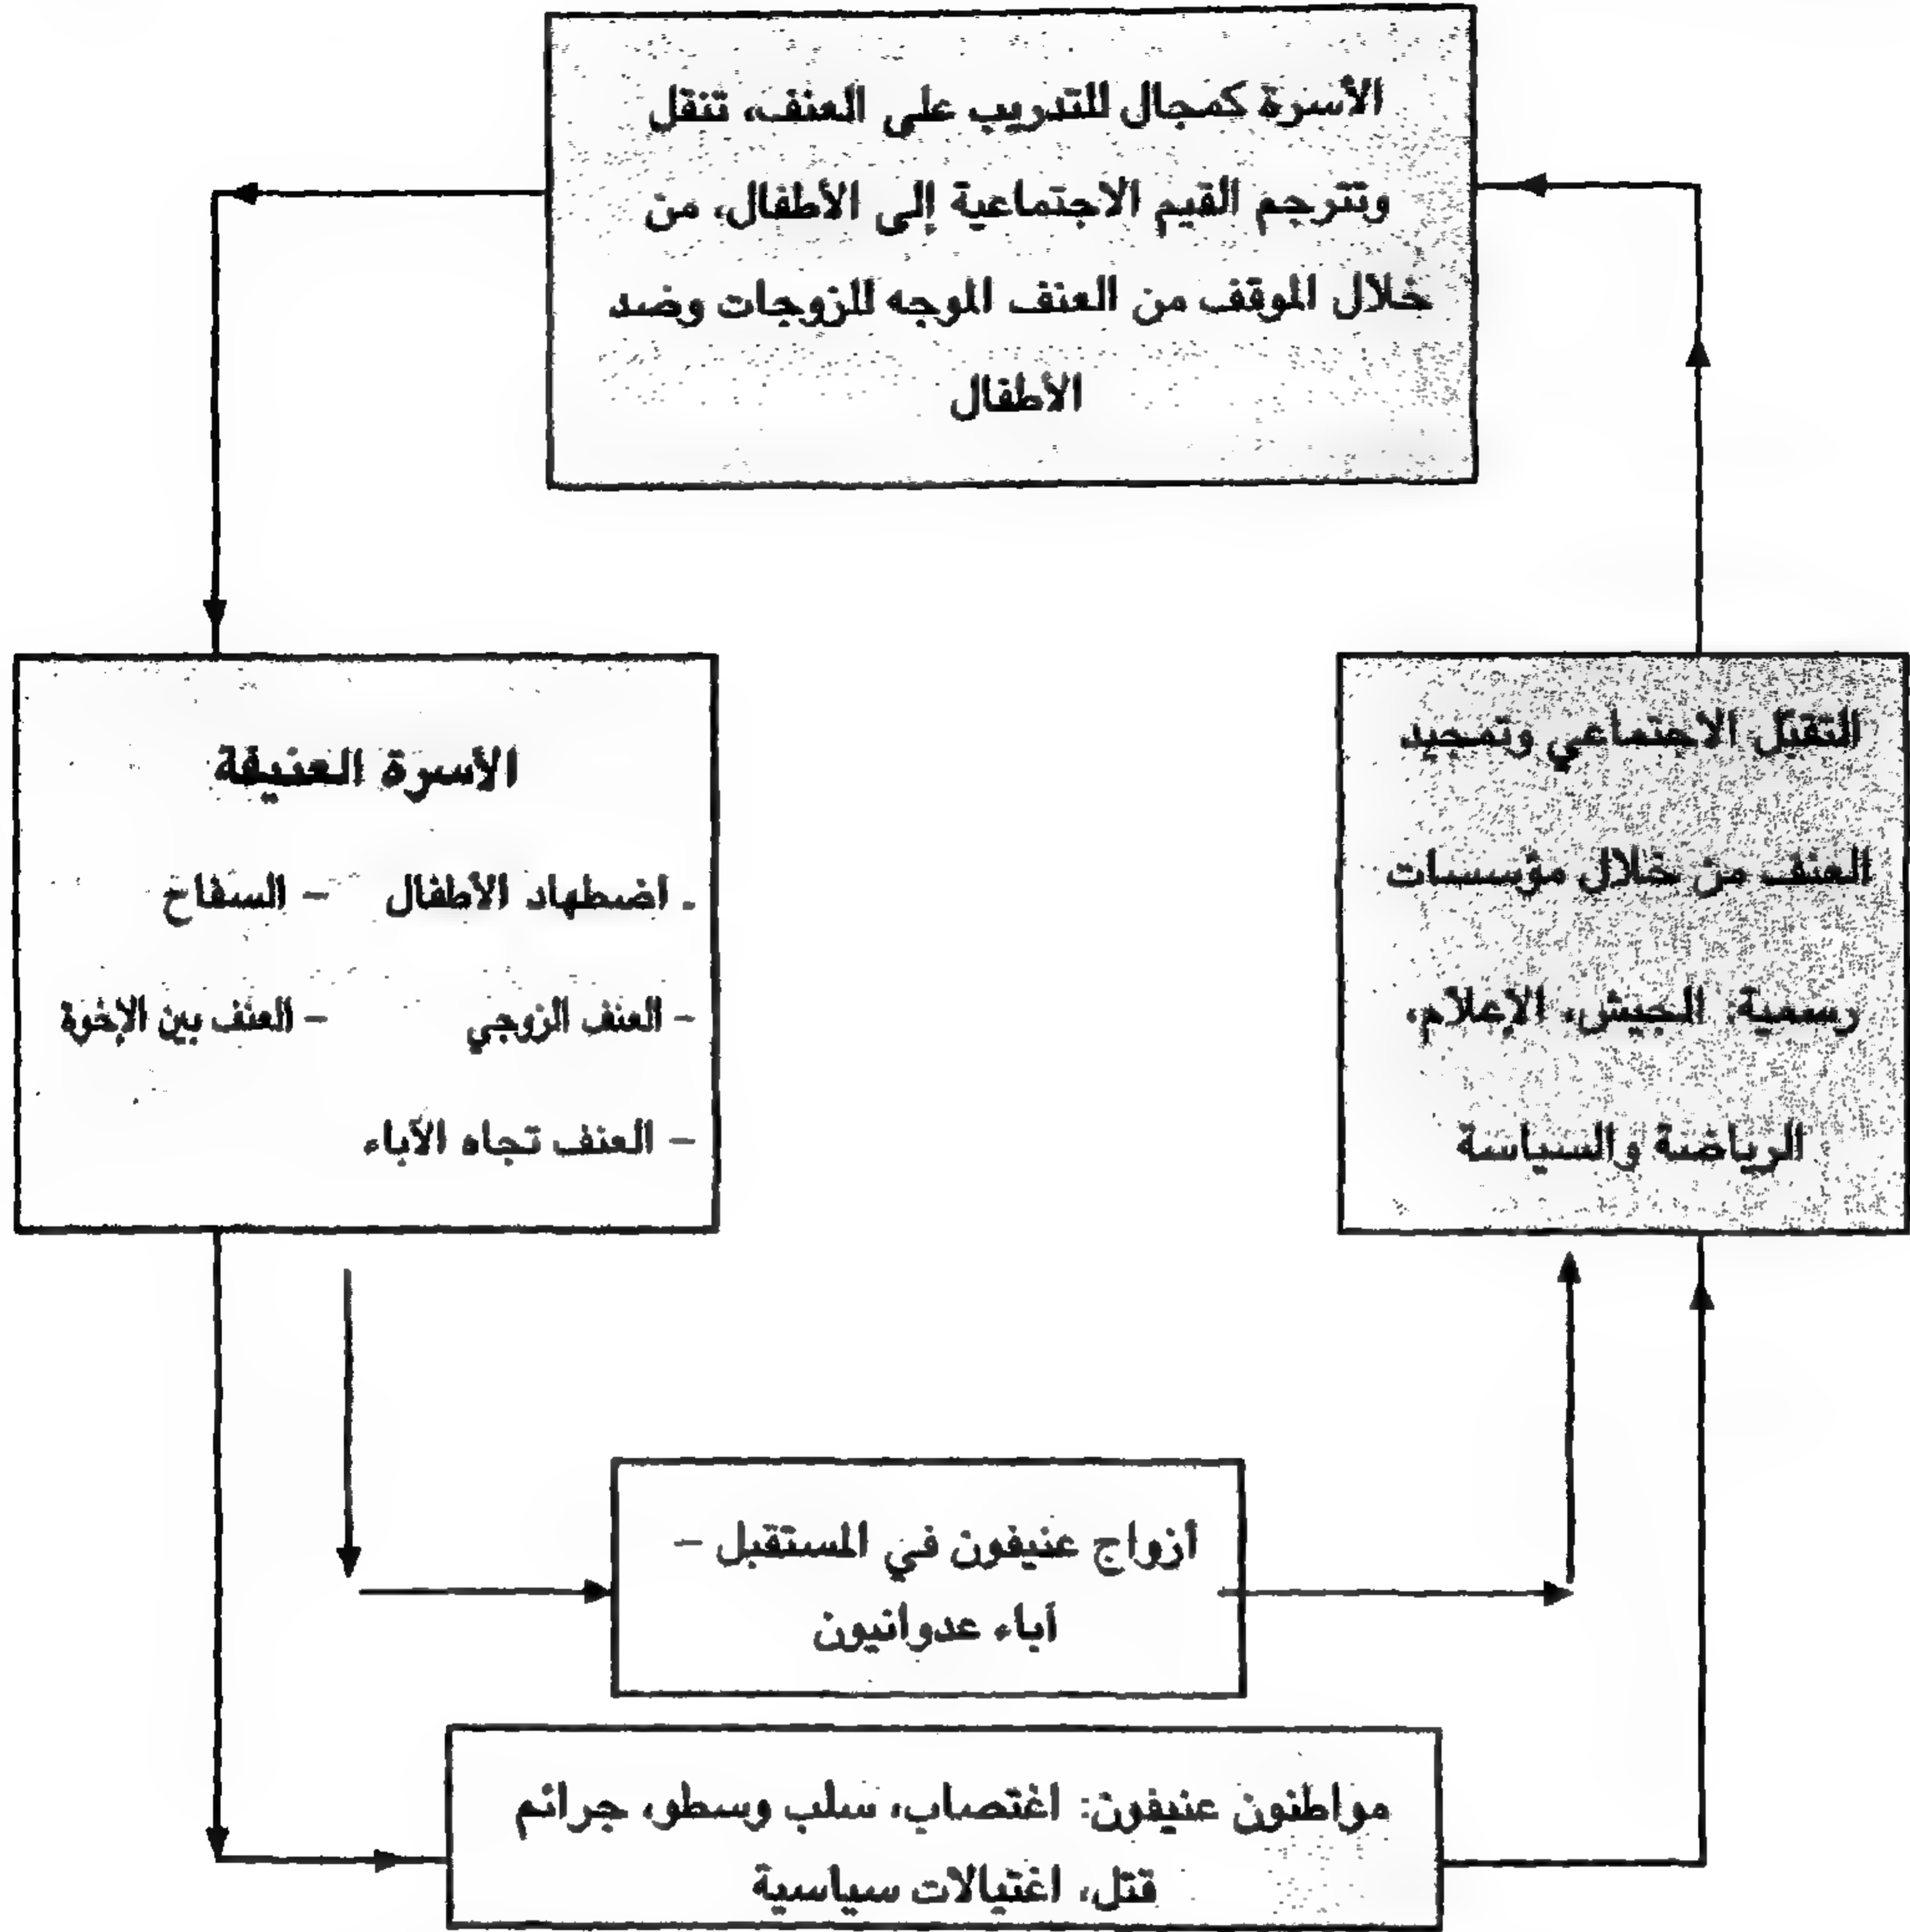 الأسرة كمجال للتدريب على العنف، تنقل
وتترجم القيم الاجتماعية إلى الأطفال، من
خلال الموقف من العنف الموجه للزوجات وضد
الأطفال
التقبّل الاجتماعي وتمجيد
العنف من خلال مؤسسات
رسمية: الجيش، الإعلام،
الرياضة والسياسة
الأسرة العنيفة
. اضطهاد الأطفال – السفاح
– العنف الزوجي – العنف بين الإخوة
– العنف تجاه الآباء
أزواج عنيفون في المستقبل –
آباء عدوانيون
مواطنون عنيفون: اغتصاب، سلب وسطو، جرائم
قتل، اغتيالات سياسية